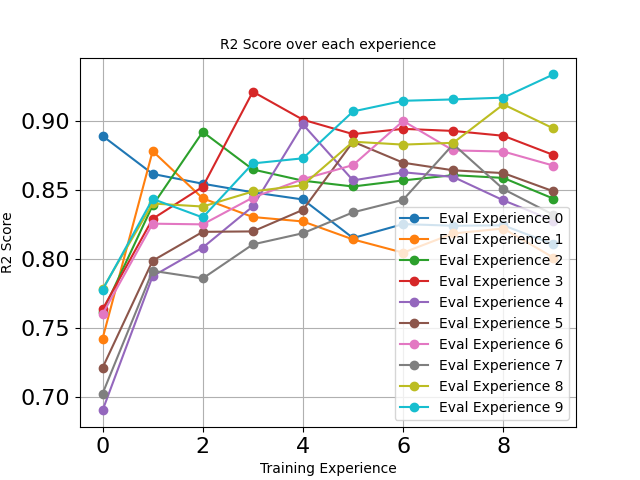 R2 Score over each experience
R2 Score
0.90
0.85
0.80
0.75
0.70
0
2
4
6
8
Training Experience
Eval Experience 0
Eval Experience 1
Eval Experience 2
Eval Experience 3
Eval Experience 4
Eval Experience 5
Eval Experience 6
Eval Experience 7
Eval Experience 8
Eval Experience 9